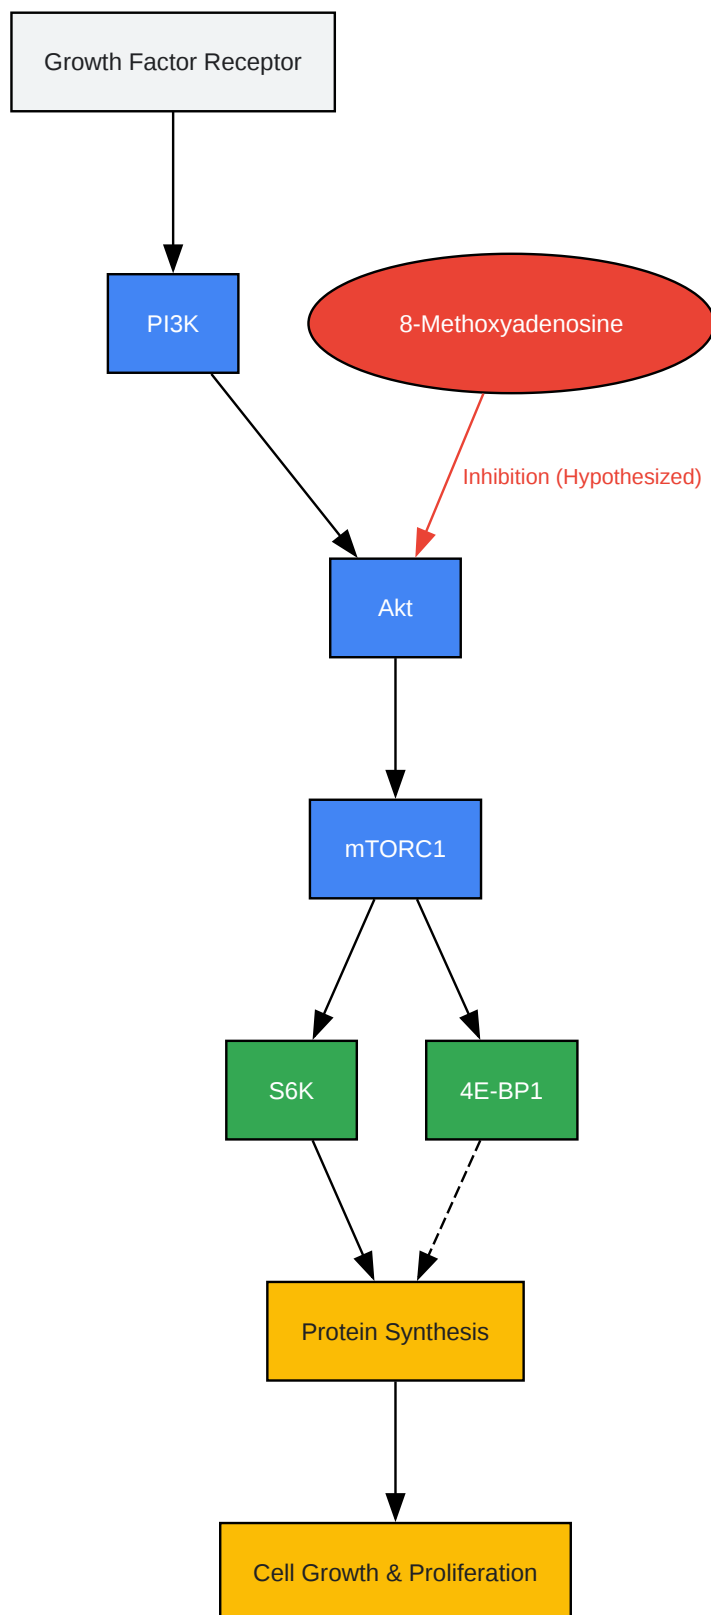 Growth Factor Receptor
PI3K
8-Methoxyadenosine
Inhibition (Hypothesized)
Akt
mTORC1
S6K
4E-BP1
Protein Synthesis
Cell Growth & Proliferation